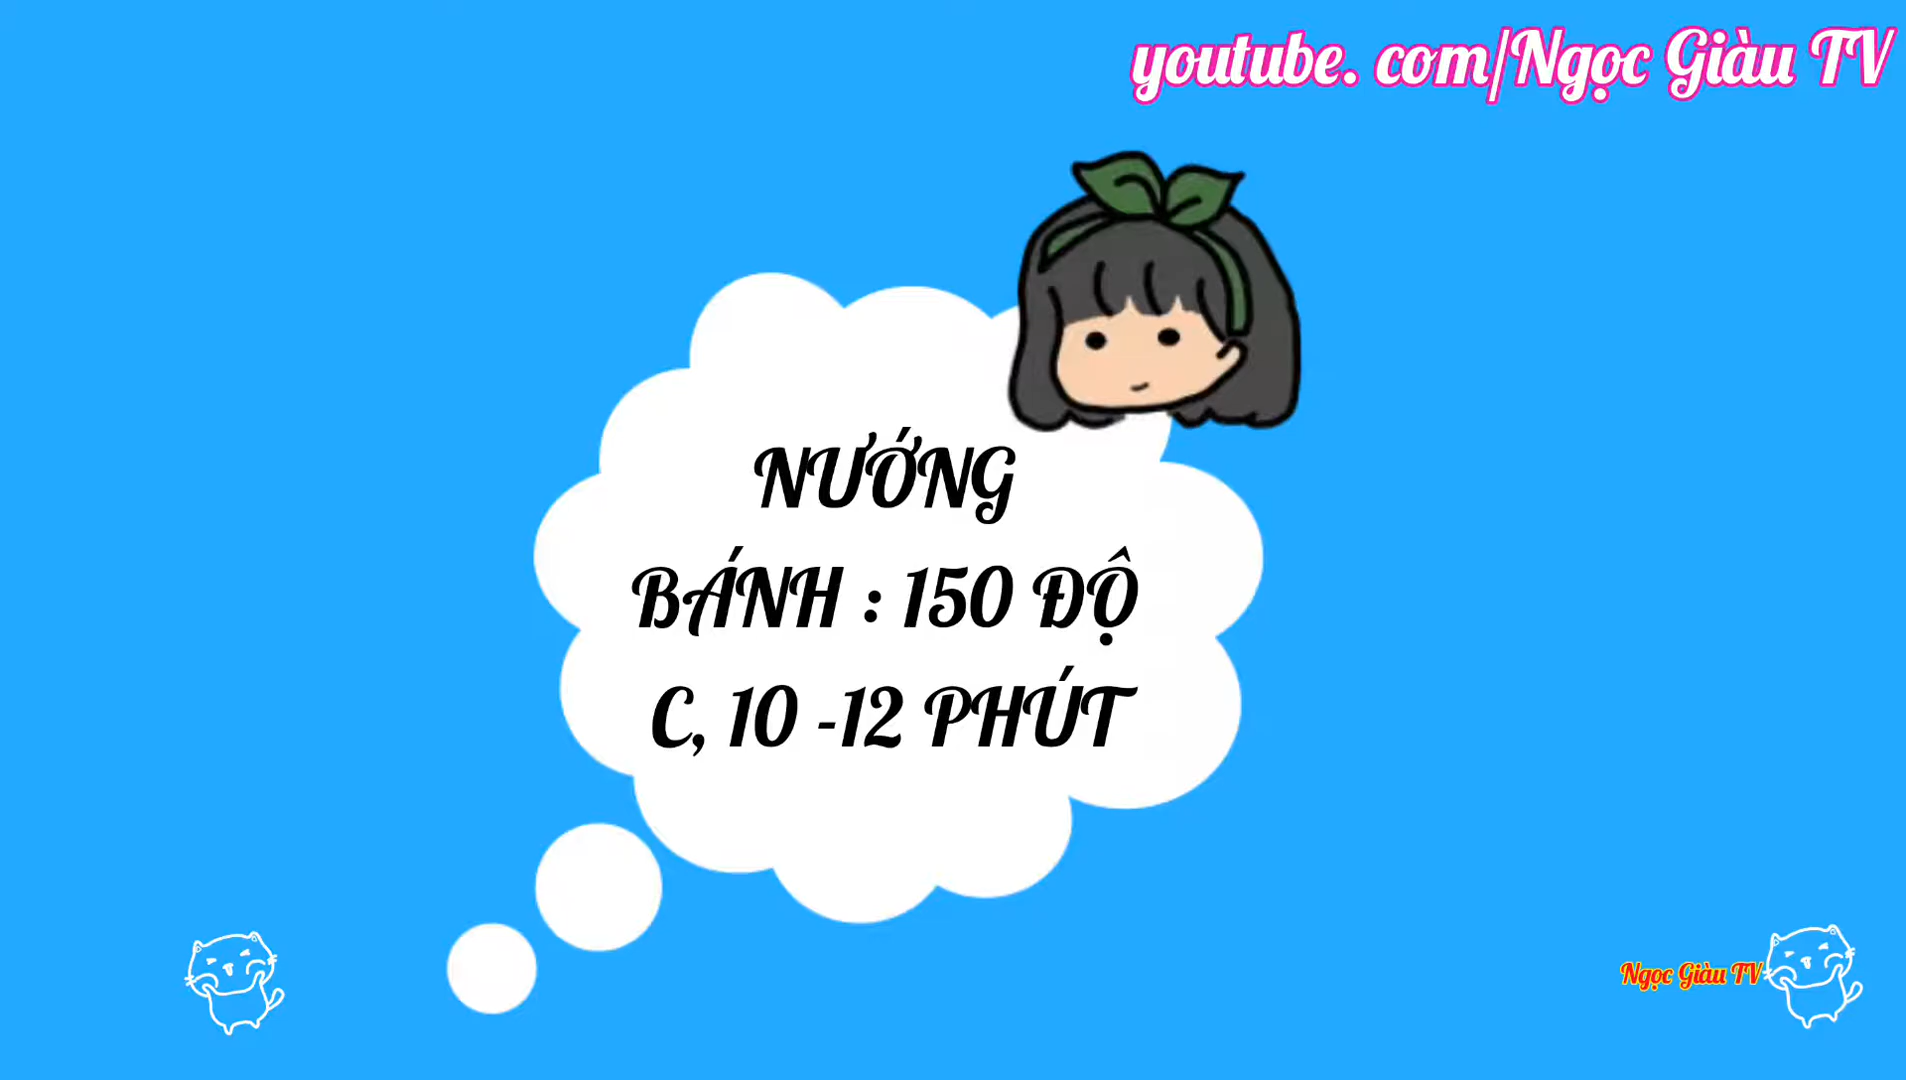 youtube. com/Ngọc Giàu TV
NƯỚNG
BÁNH : 150 ĐỘ
C, 10 -12 PHÚT
Ngọc Giàu TV